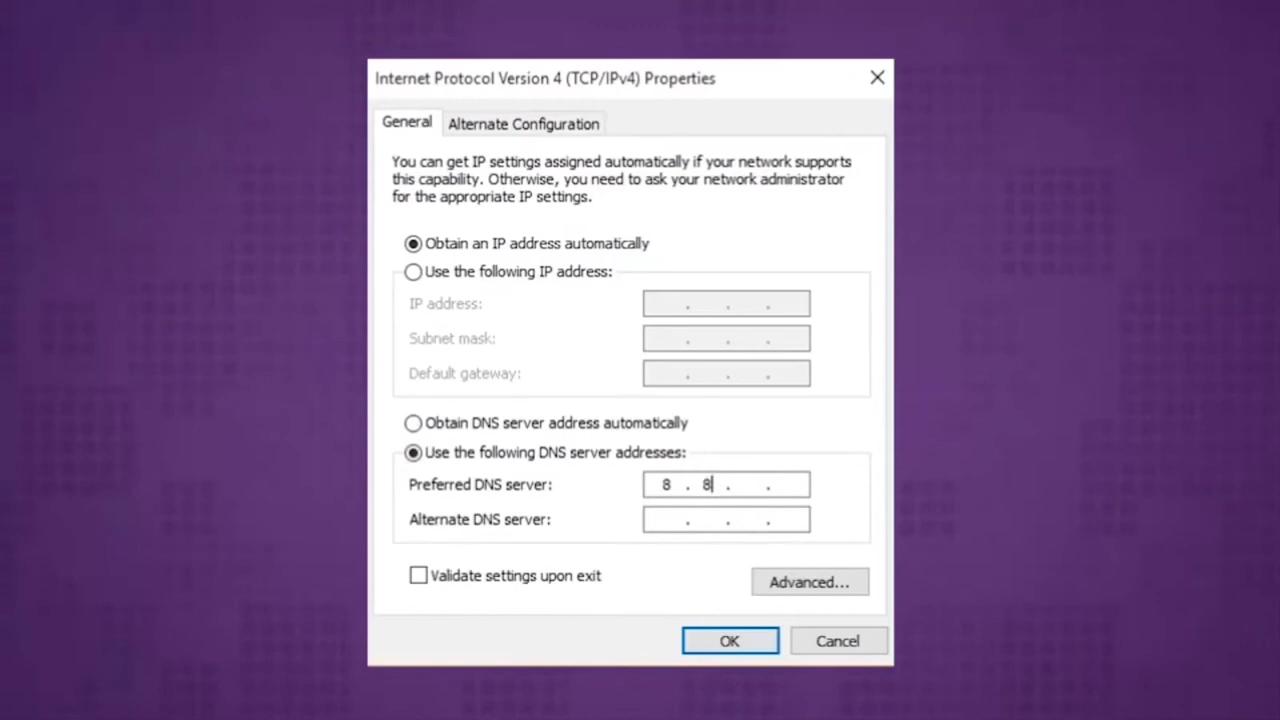 Internet Protocol Version 4 (TCP/IPv4) Properties
General
Alternate Configuration
You can get IP settings assigned automatically if your network supports
this capability. Otherwise, you need to ask your network administrator
for the appropriate IP settings.
Obtain an IP address automatically
Use the following IP address:
IP address: . . .
Subnet mask: . . .
Default gateway: . . .
Obtain DNS server address automatically
Use the following DNS server addresses:
Preferred DNS server: 8 . 8 . .
Alternate DNS server: . . .
Validate settings upon exit
Advanced...
OK
Cancel